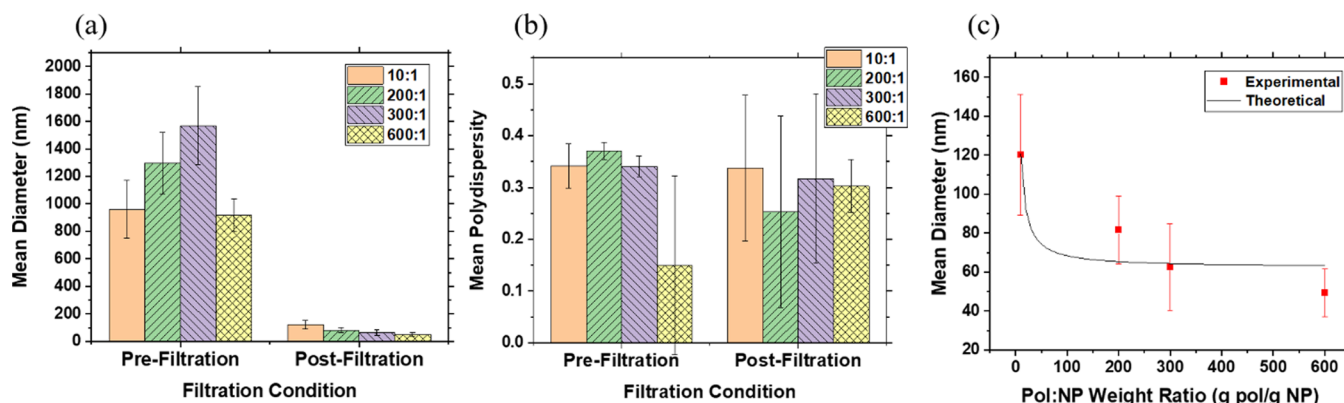 (a)
Mean Diameter (nm)
2000
1800
1600
1400
1200
1000
800
600
400
200
0
10:1
200:1
300:1
600:1
Pre-Filtration
Post-Filtration
Filtration Condition
(b)
Mean Polydispersity
0.5
0.4
0.3
0.2
0.1
0.0
10:1
200:1
300:1
600:1
Pre-Filtration
Post-Filtration
Filtration Condition
(c)
Mean Diameter (nm)
160
140
120
100
80
60
40
20
Experimental
Theoretical
0
100
200
300
400
500
600
Pol:NP Weight Ratio (g pol/g NP)